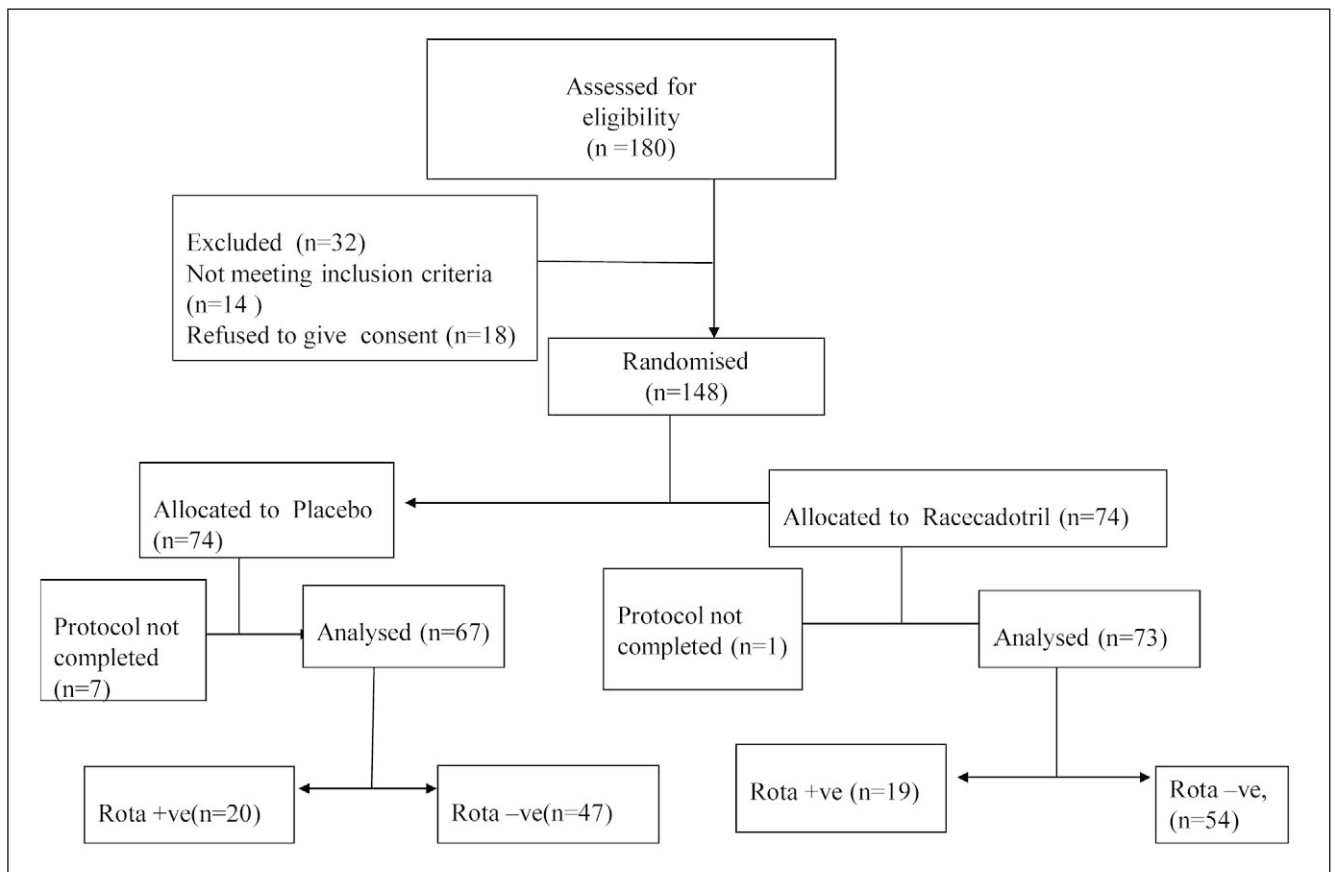 Assessed for
eligibility
(n =180)
Excluded (n=32)
Not meeting inclusion criteria
(n=14 )
Refused to give consent (n=18)
Randomised
(n=148)
Allocated to Placebo
(n=74)
Allocated to Racecadotril (n=74)
Protocol not
completed
(n=7)
Analysed (n=67)
Protocol not
completed (n=1)
Analysed (n=73)
Rota +ve(n=20)
Rota –ve(n=47)
Rota +ve (n=19)
Rota –ve,
(n=54)